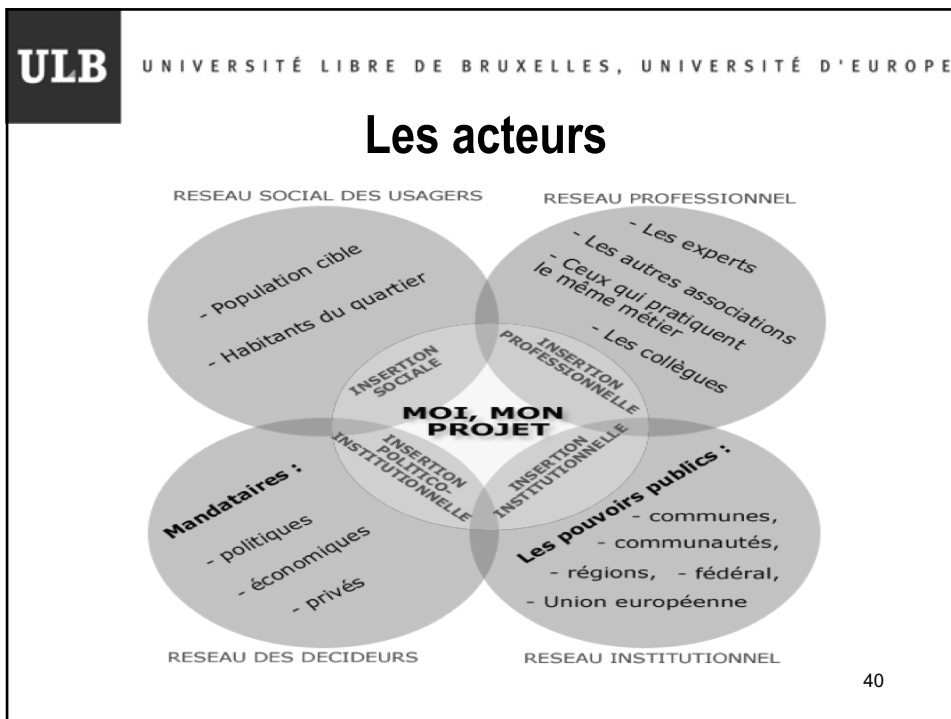 ULB
UNIVERSITÉ LIBRE DE BRUXELLES, UNIVERSITÉ D'EUROPE
Les acteurs
RESEAU SOCIAL DES USAGERS
- Population cible
- Habitants du quartier
INSERTION
SOCIALE
RESEAU PROFESSIONNEL
- Les experts
- Les autres associations
- Ceux qui pratiquent
le même métier
- Les collègues
INSERTION
PROFESSIONNELLE
MOI, MON
PROJET
INSERTION
POLITICO-
INSTITUTIONNELLE
Mandataires :
- politiques
- économiques
- privés
RESEAU DES DECIDEURS
INSERTION
INSTITUTIONNELLE
Les pouvoirs publics :
- communes,
- communautés,
- régions, - fédéral,
- Union européenne
RESEAU INSTITUTIONNEL
40